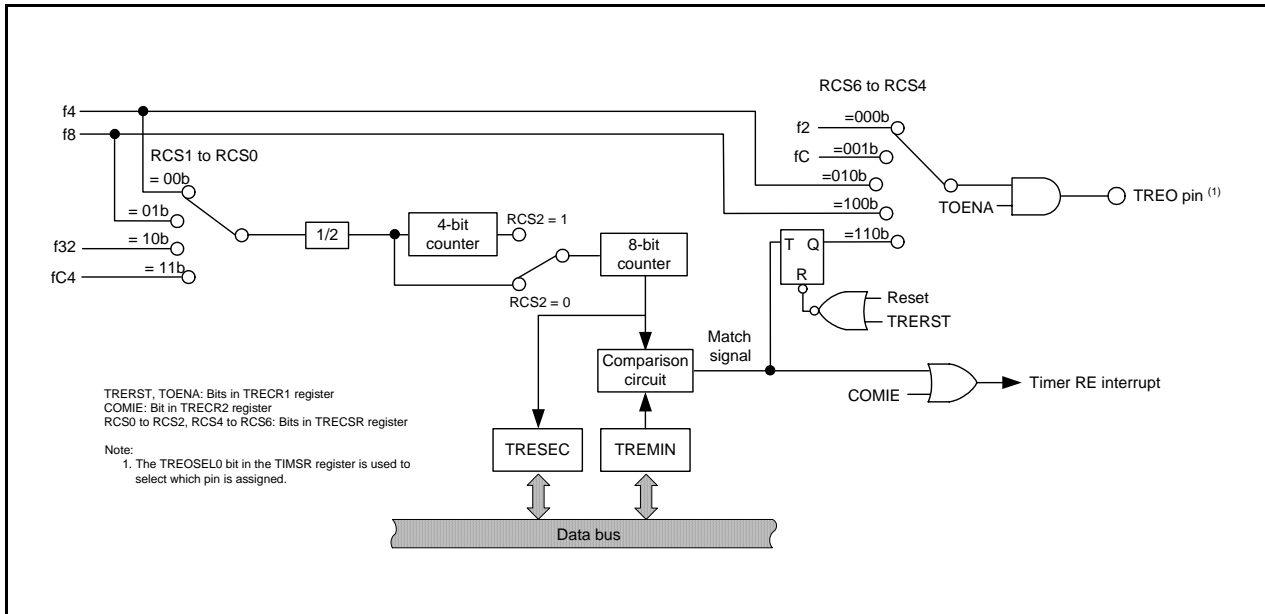 RCS6 to RCS4
f4
f8
f2
=000b
fC
=001b
=010b
=100b
=110b
TOENA
TREO pin (1)
RCS1 to RCS0
= 00b
= 01b
f32
= 10b
fC4
= 11b
1/2
4-bit
counter
RCS2 = 1
RCS2 = 0
8-bit
counter
T Q
R
Reset
TRERST
Match
signal
Comparison
circuit
COMIE
Timer RE interrupt
TRERST, TOENA: Bits in TRECR1 register
COMIE: Bit in TRECR2 register
RCS0 to RCS2, RCS4 to RCS6: Bits in TRECSR register
Note:
1. The TREOSEL0 bit in the TIMSR register is used to
select which pin is assigned.
TRESEC
TREMIN
Data bus